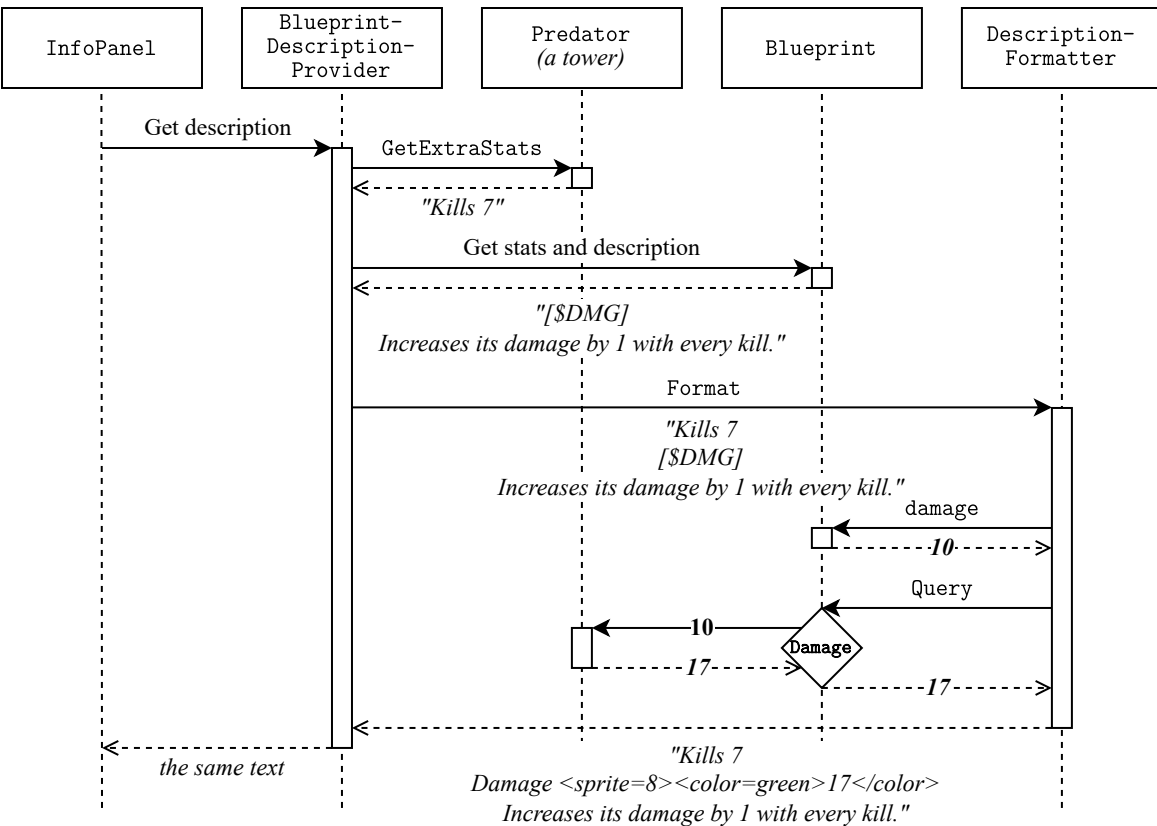 InfoPanel
Blueprint-
Description-
Provider
Predator
(a tower)
Blueprint
Description-
Formatter
Get description
GetExtraStats
"Kills 7"
Get stats and description
"[$DMG]
Increases its damage by 1 with every kill."
Format
"Kills 7
[$DMG]
Increases its damage by 1 with every kill."
damage
10
Query
10
Damage
17
17
the same text
"Kills 7
Damage <sprite=8><color=green>17</color>
Increases its damage by 1 with every kill."